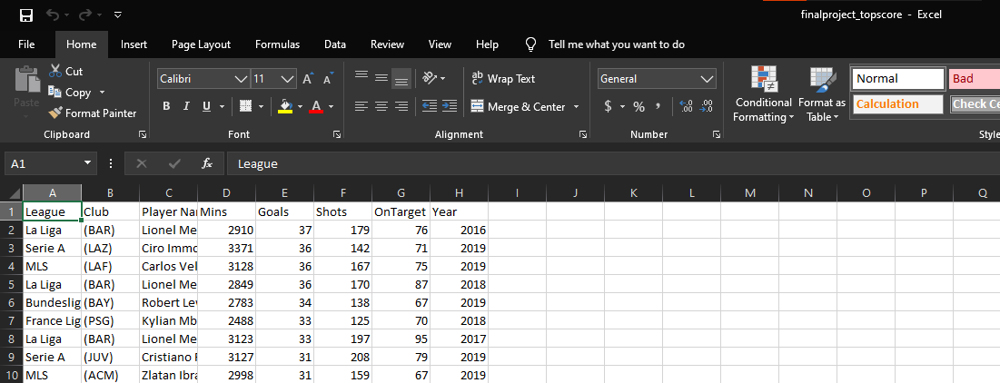 finalproject_topscore - Excel
File Home Insert Page Layout Formulas Data Review View Help Tell me what you want to do
Paste
Cut
Copy
Format Painter
Clipboard
Calibri 11 A A
B I U A
Font
ab Wrap Text
Merge & Center
Alignment
General
$ % , .00 .00
Number
Conditional Formatting
Format as Table
Normal Bad
Calculation Check Ce
Style
A1 fx League
A B C D E F G H I J K L M N O P Q
1 League Club Player Nar Mins Goals Shots OnTarget Year
2 La Liga (BAR) Lionel Me 2910 37 179 76 2016
3 Serie A (LAZ) Ciro Immo 3371 36 142 71 2019
4 MLS (LAF) Carlos Vel 3128 36 167 75 2019
5 La Liga (BAR) Lionel Me 2849 36 170 87 2018
6 Bundeslig (BAY) Robert Lev 2783 34 138 67 2019
7 France Lig (PSG) Kylian Mb 2488 33 125 70 2018
8 La Liga (BAR) Lionel Me 3123 33 197 95 2017
9 Serie A (JUV) Cristiano R 3127 31 208 79 2019
10 MLS (ACM) Zlatan Ibra 2998 31 159 67 2019